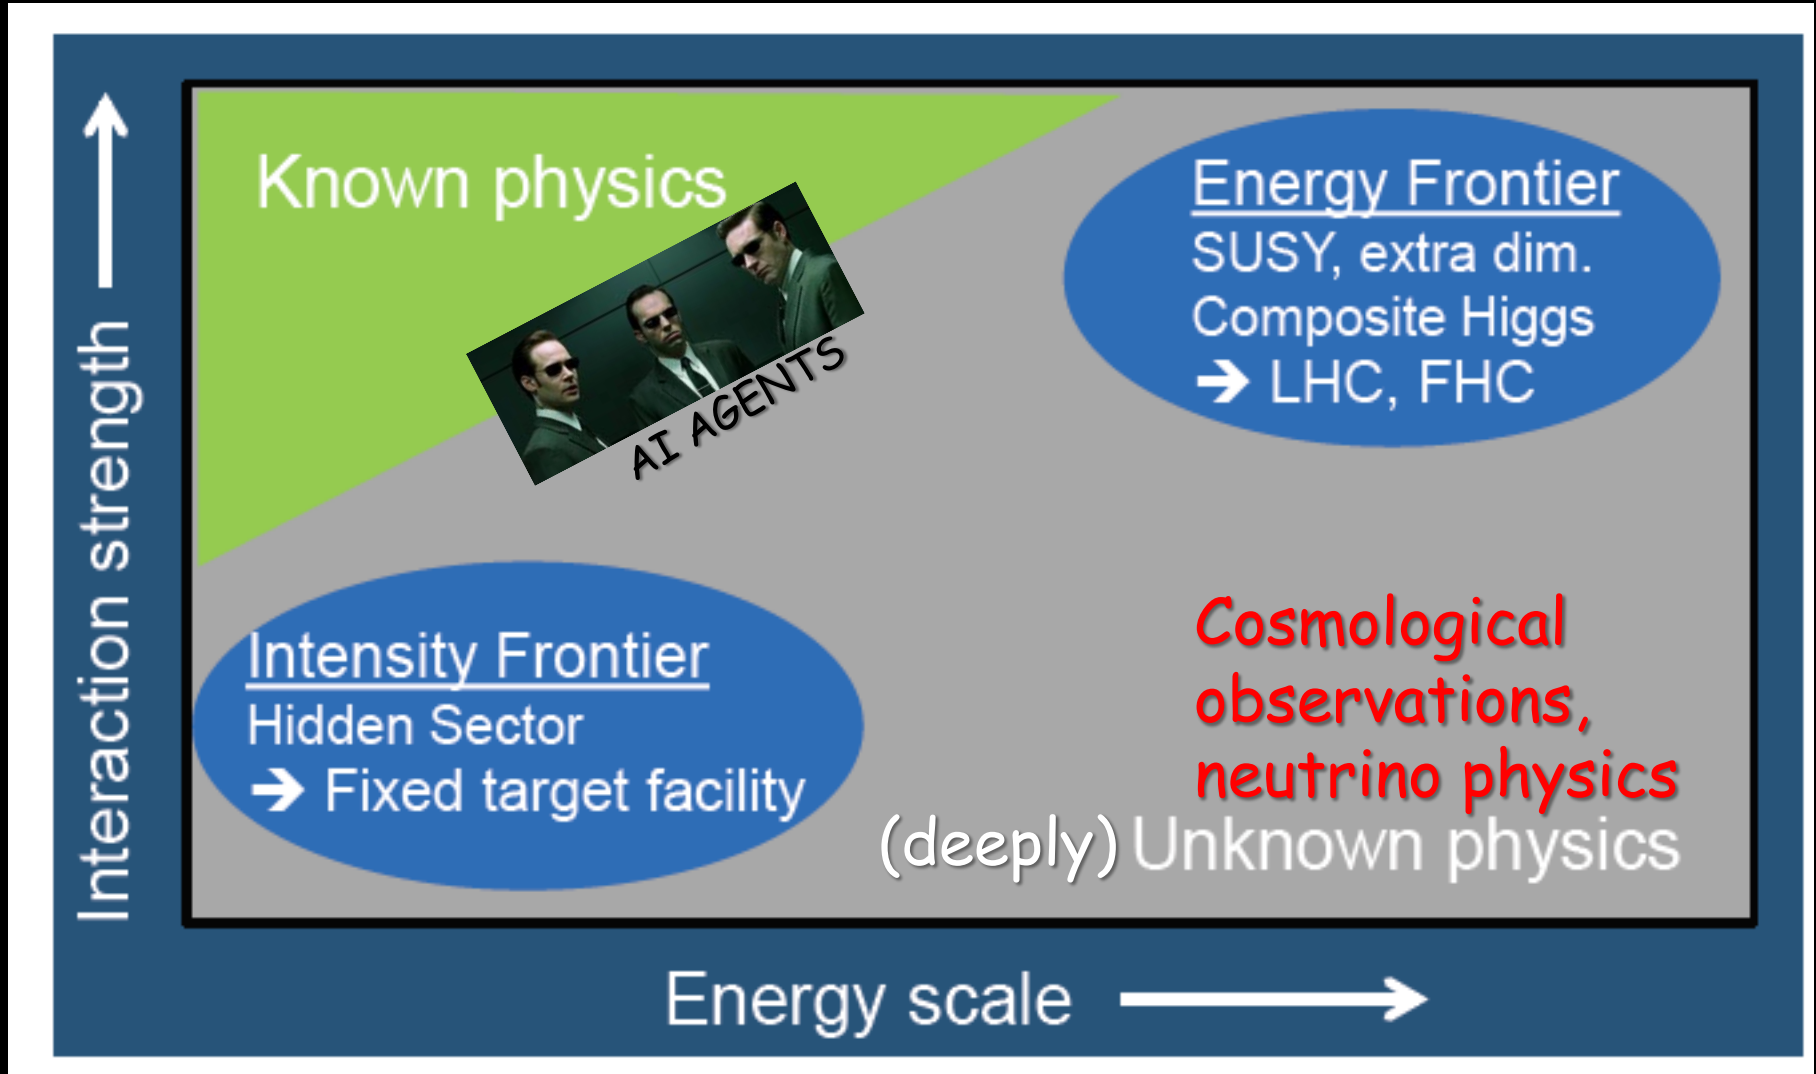 Interaction strength
Known physics
AI AGENTS
Energy Frontier
SUSY, extra dim.
Composite Higgs
➔ LHC, FHC
Intensity Frontier
Hidden Sector
➔ Fixed target facility
Cosmological
observations,
neutrino physics
(deeply) Unknown physics
Energy scale